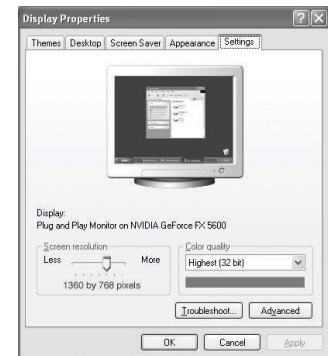 Display Properties
Themes Desktop Screen Saver Appearance Settings
Display:
Plug and Play Monitor on NVIDIA GeForce FX 5600
Screen resolution
Less More
1360 by 768 pixels
Color quality
Highest (32 bit)
Troubleshoot... Advanced
OK Cancel Apply